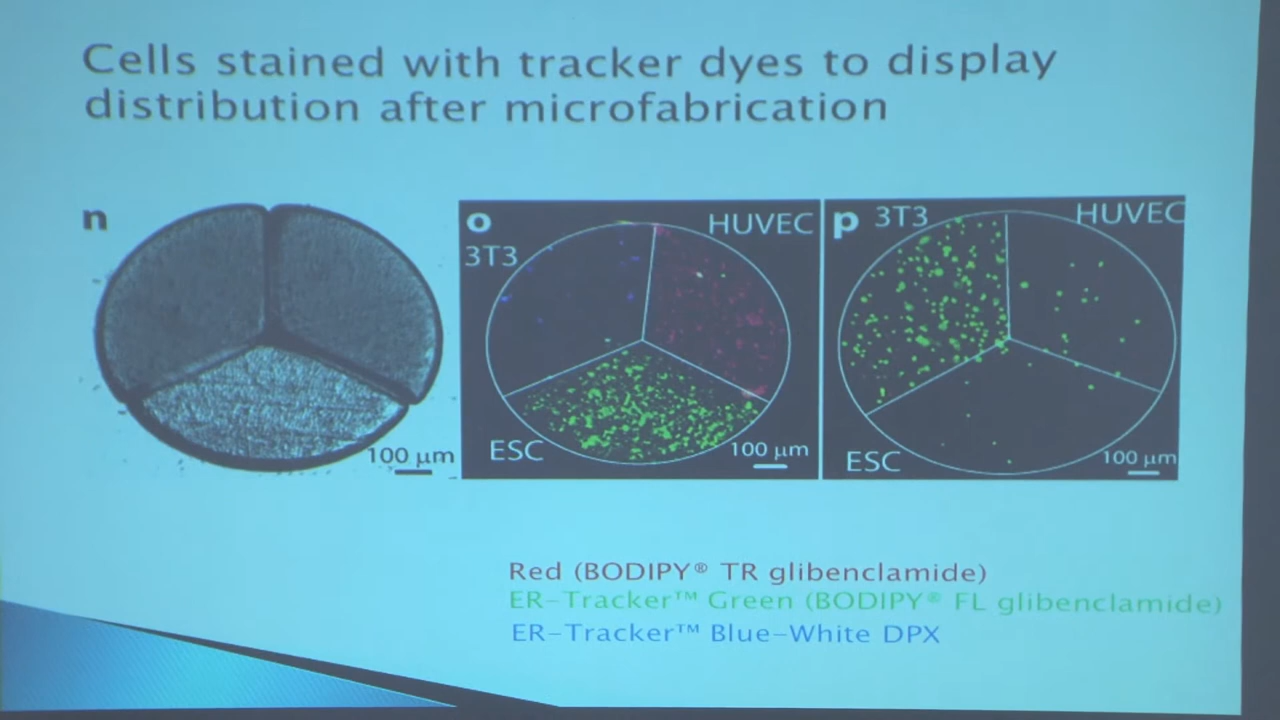 Cells stained with tracker dyes to display
distribution after microfabrication
n
100 µm
o
HUVEC
3T3
ESC
100 µm
p
3T3
HUVEC
ESC
100 µm
Red (BODIPY® TR glibenclamide)
ER-Tracker™ Green (BODIPY® FL glibenclamide)
ER-Tracker™ Blue-White DPX